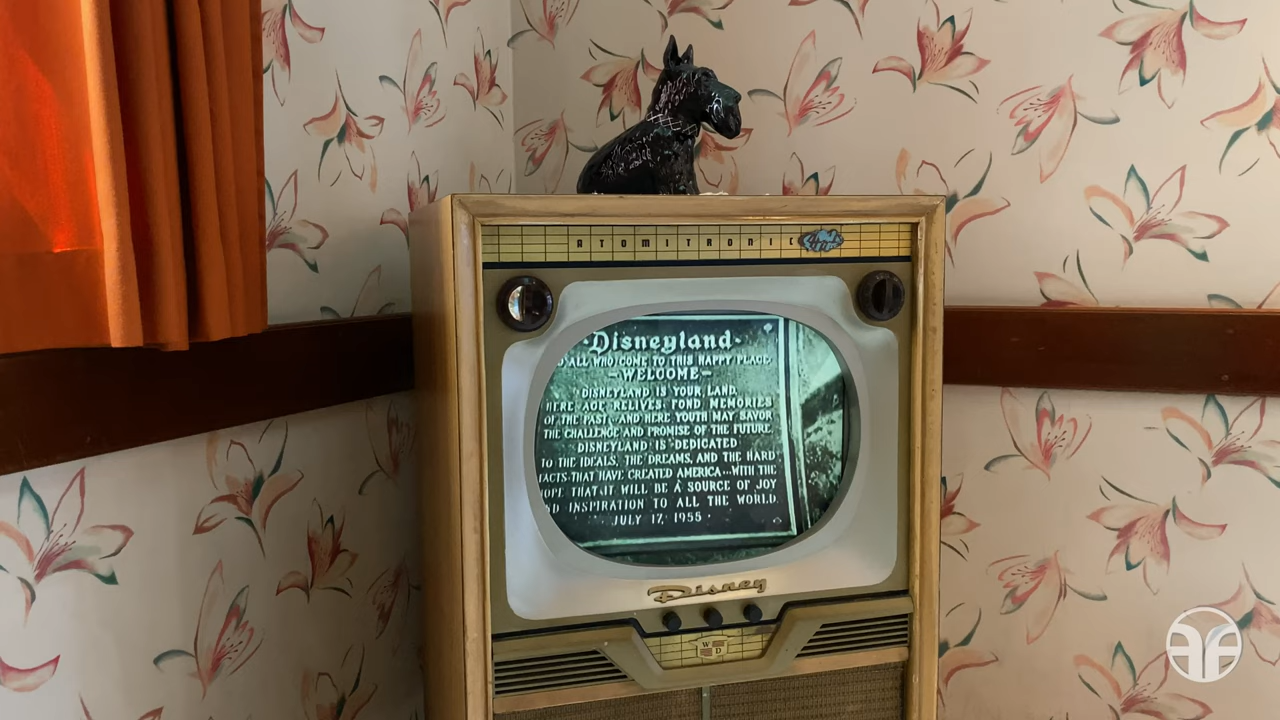 ATOMITRONIC
Disneyland
O ALL WHO COME TO THIS HAPPY PLACE:
-WELCOME-
DISNEYLAND IS YOUR LAND.
HERE AGE RELIVES FOND MEMORIES
OF THE PAST...AND HERE YOUTH MAY SAVOR
THE CHALLENGE AND PROMISE OF THE FUTURE.
DISNEYLAND IS DEDICATED
TO THE IDEALS, THE DREAMS, AND THE HARD
FACTS THAT HAVE CREATED AMERICA...WITH THE
HOPE THAT IT WILL BE A SOURCE OF JOY
ND INSPIRATION TO ALL THE WORLD.
JULY 17, 1955
Disney
W D